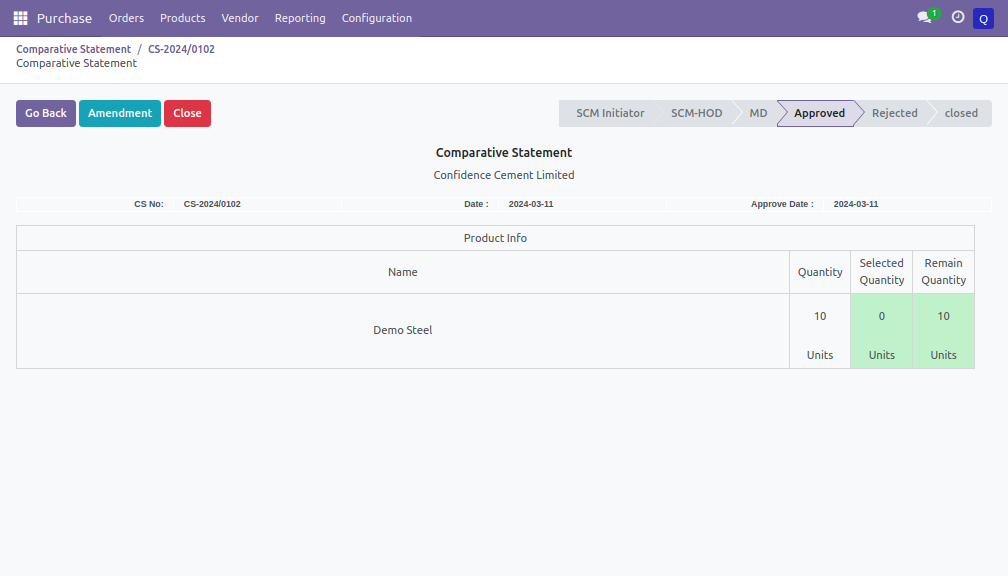 Purchase Orders Products Vendor Reporting Configuration 1 Q
Comparative Statement / CS-2024/0102
Comparative Statement
Go Back Amendment Close SCM Initiator SCM-HOD MD Approved Rejected closed
Comparative Statement
Confidence Cement Limited
CS No: CS-2024/0102 Date : 2024-03-11 Approve Date : 2024-03-11
Product Info
Name Quantity Selected Quantity Remain Quantity
Demo Steel 10 Units 0 Units 10 Units